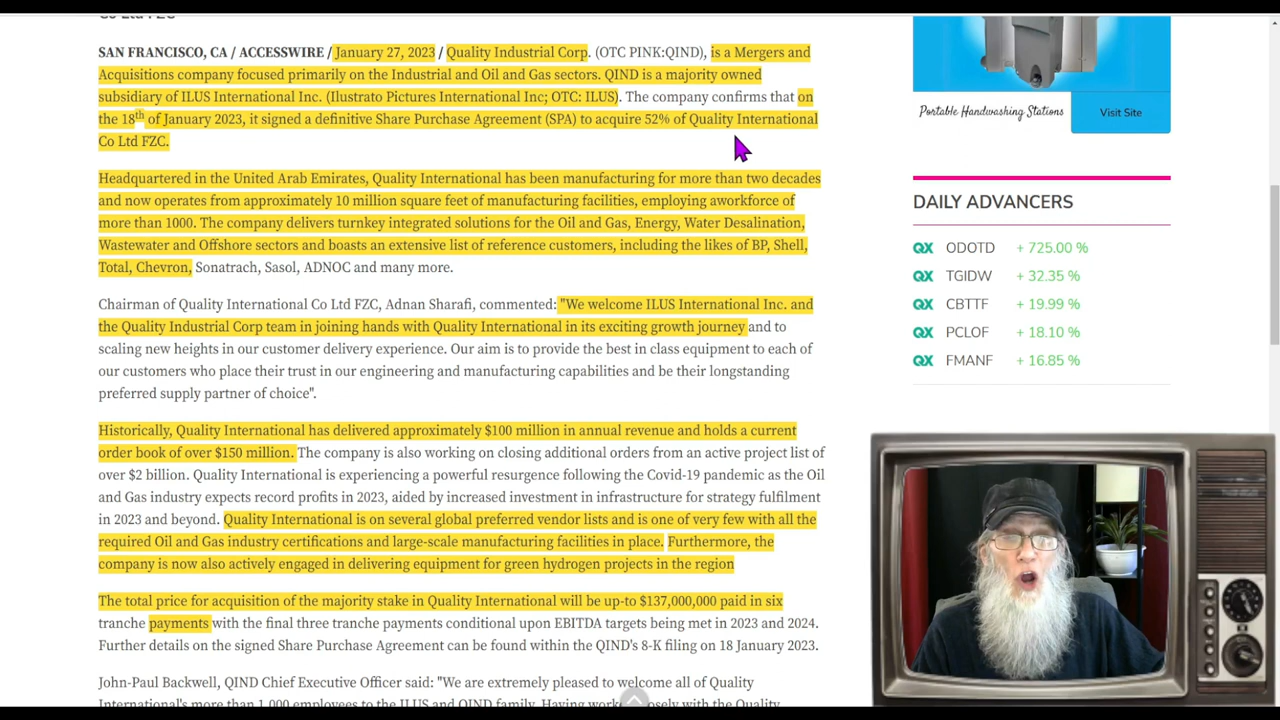 SAN FRANCISCO, CA / ACCESSWIRE / January 27, 2023 / Quality Industrial Corp. (OTC PINK:QIND), is a Mergers and
Acquisitions company focused primarily on the Industrial and Oil and Gas sectors. QIND is a majority owned
subsidiary of ILUS International Inc. (Ilustrato Pictures International Inc; OTC: ILUS). The company confirms that on
the 18th of January 2023, it signed a definitive Share Purchase Agreement (SPA) to acquire 52% of Quality International
Co Ltd FZC.
Headquartered in the United Arab Emirates, Quality International has been manufacturing for more than two decades
and now operates from approximately 10 million square feet of manufacturing facilities, employing aworkforce of
more than 1000. The company delivers turnkey integrated solutions for the Oil and Gas, Energy, Water Desalination,
Wastewater and Offshore sectors and boasts an extensive list of reference customers, including the likes of BP, Shell,
Total, Chevron, Sonatrach, Sasol, ADNOC and many more.
Chairman of Quality International Co Ltd FZC, Adnan Sharafi, commented: "We welcome ILUS International Inc. and
the Quality Industrial Corp team in joining hands with Quality International in its exciting growth journey and to
scaling new heights in our customer delivery experience. Our aim is to provide the best in class equipment to each of
our customers who place their trust in our engineering and manufacturing capabilities and be their longstanding
preferred supply partner of choice".
Historically, Quality International has delivered approximately $100 million in annual revenue and holds a current
order book of over $150 million. The company is also working on closing additional orders from an active project list of
over $2 billion. Quality International is experiencing a powerful resurgence following the Covid-19 pandemic as the Oil
and Gas industry expects record profits in 2023, aided by increased investment in infrastructure for strategy fulfilment
in 2023 and beyond. Quality International is on several global preferred vendor lists and is one of very few with all the
required Oil and Gas industry certifications and large-scale manufacturing facilities in place. Furthermore, the
company is now also actively engaged in delivering equipment for green hydrogen projects in the region
The total price for acquisition of the majority stake in Quality International will be up-to $137,000,000 paid in six
tranche payments with the final three tranche payments conditional upon EBITDA targets being met in 2023 and 2024.
Further details on the signed Share Purchase Agreement can be found within the QIND's 8-K filing on 18 January 2023.
John-Paul Backwell, QIND Chief Executive Officer said: "We are extremely pleased to welcome all of Quality
International's more than 1,000 employees to the ILUS and QIND family. Having worked closely with the Quality
Portable Handwashing Stations
Visit Site
DAILY ADVANCERS
QX ODOTD + 725.00 %
QX TGIDW + 32.35 %
QX CBTTF + 19.99 %
QX PCLOF + 18.10 %
QX FMANF + 16.85 %